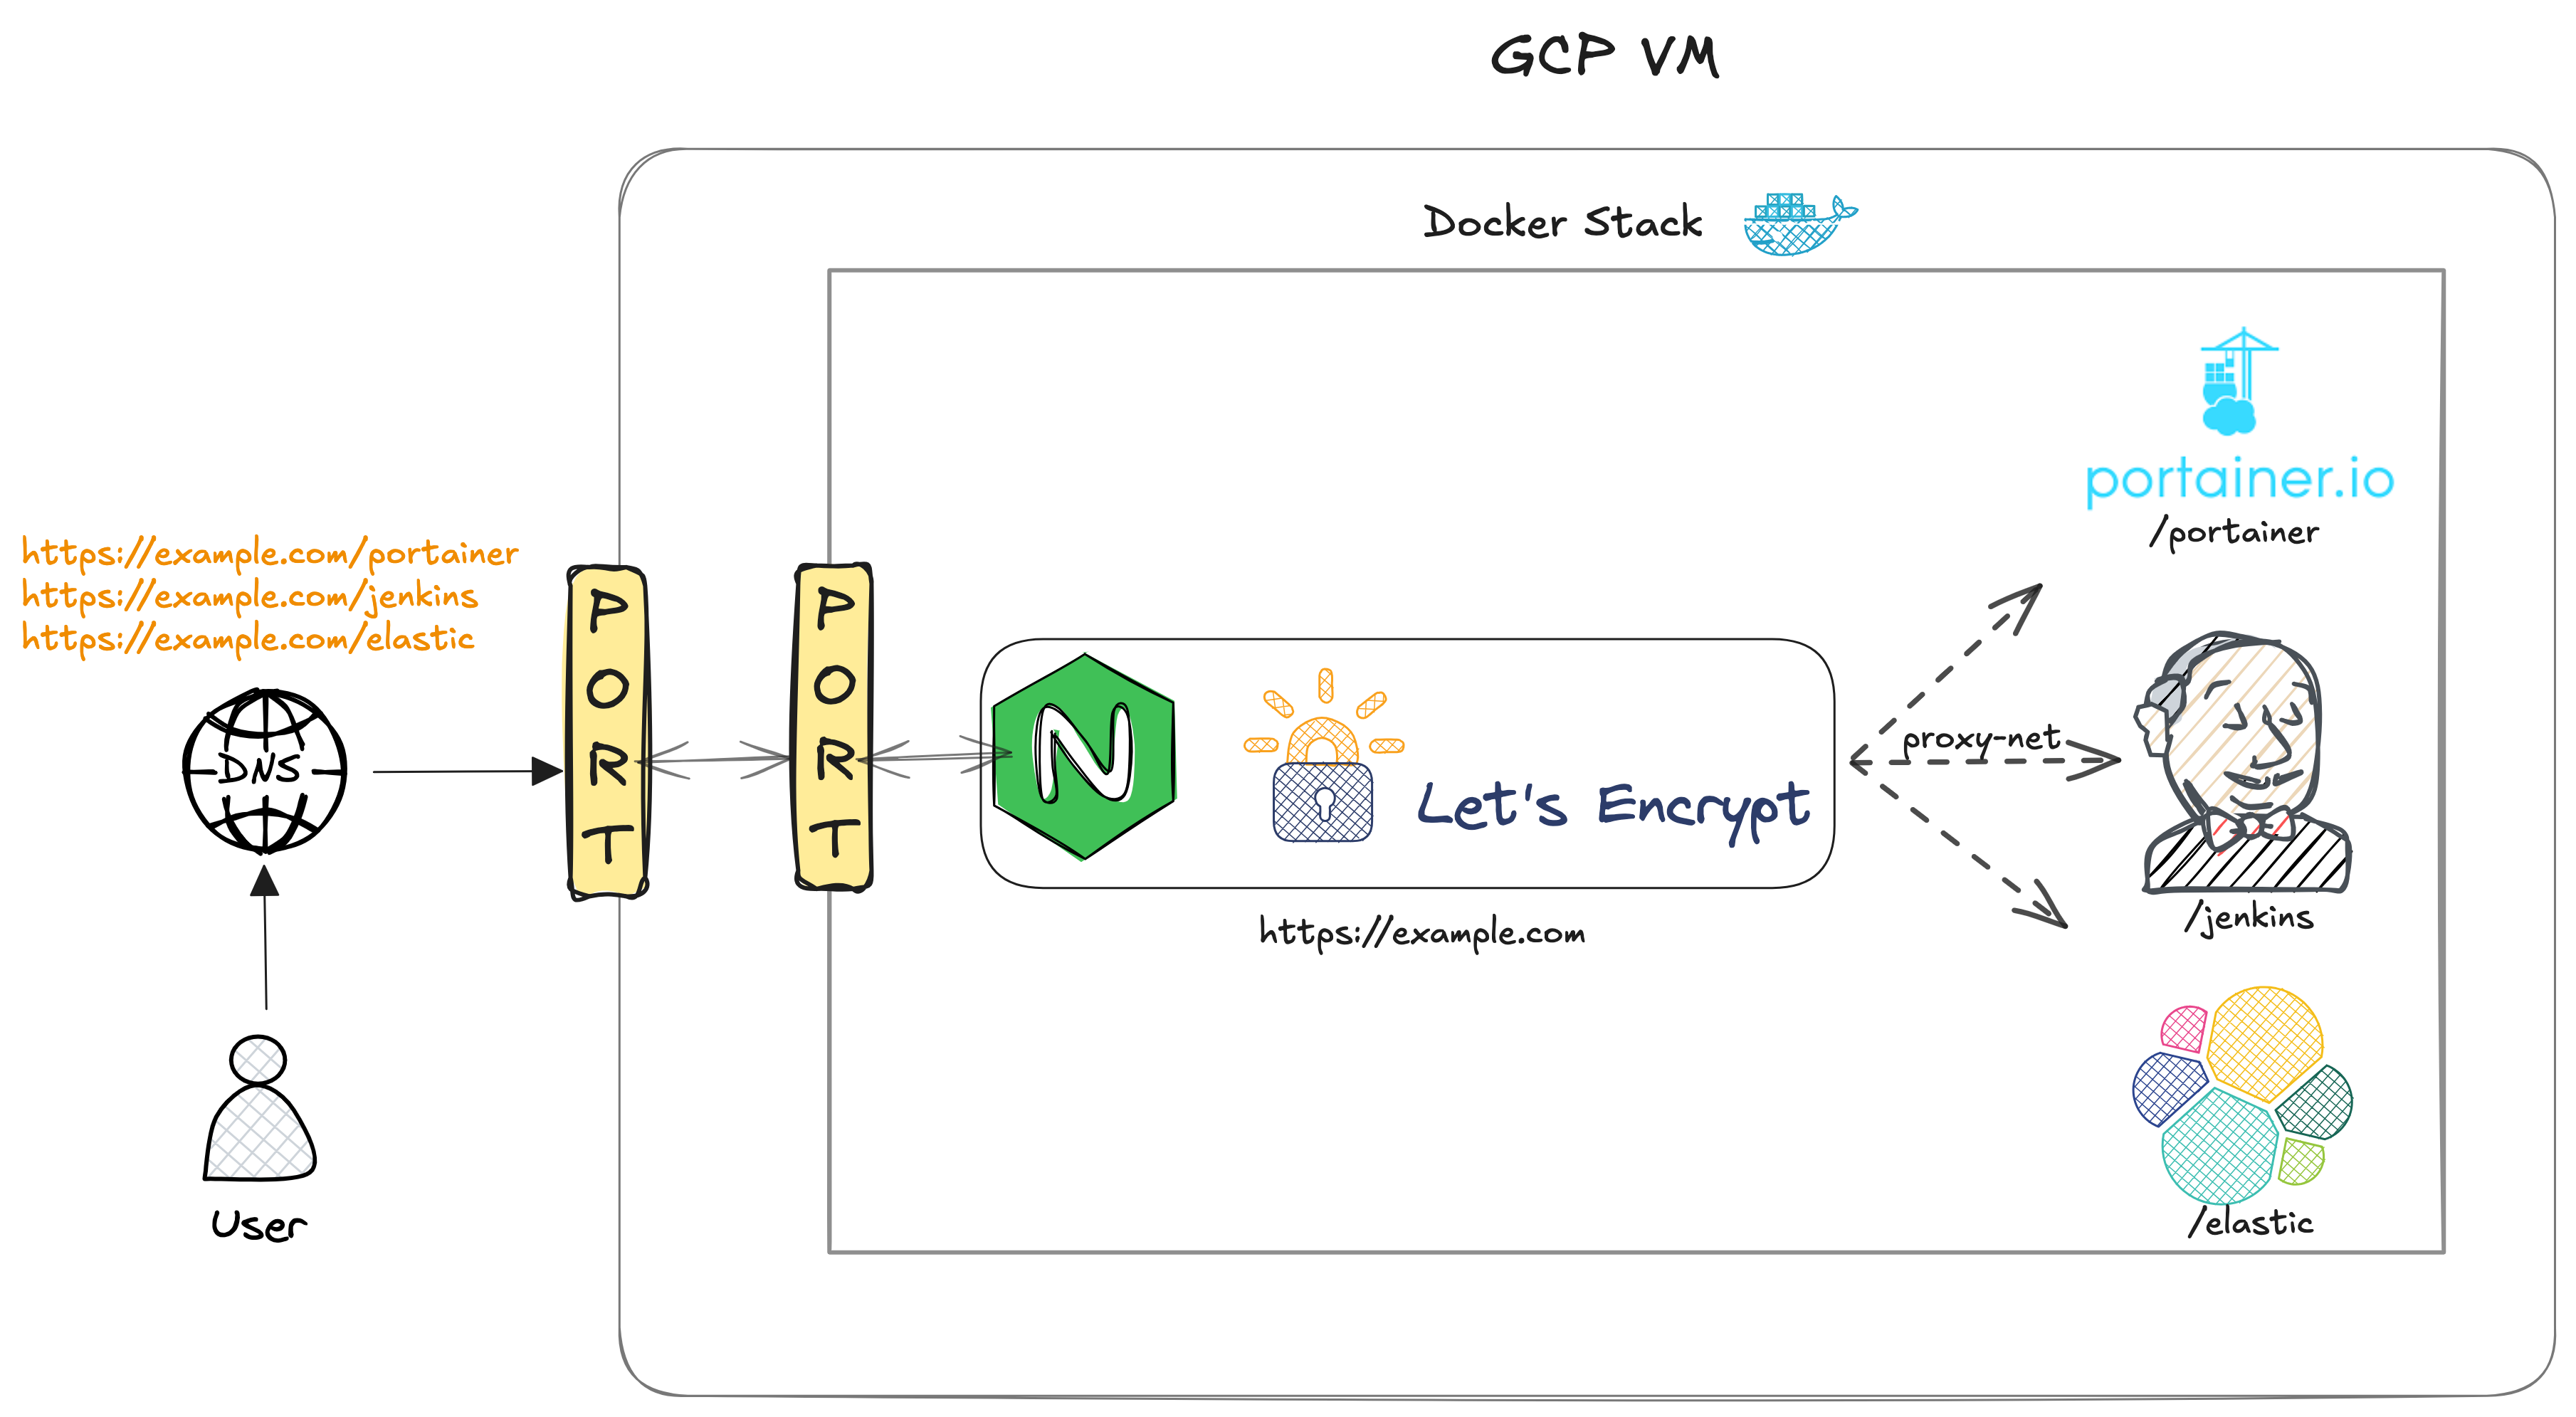 GCP VM
Docker Stack
portainer.io
/portainer
https://example.com/portainer
https://example.com/jenkins
https://example.com/elastic
PORT
PORT
DNS
N
Let's Encrypt
proxy-net
https://example.com
/jenkins
/elastic
User